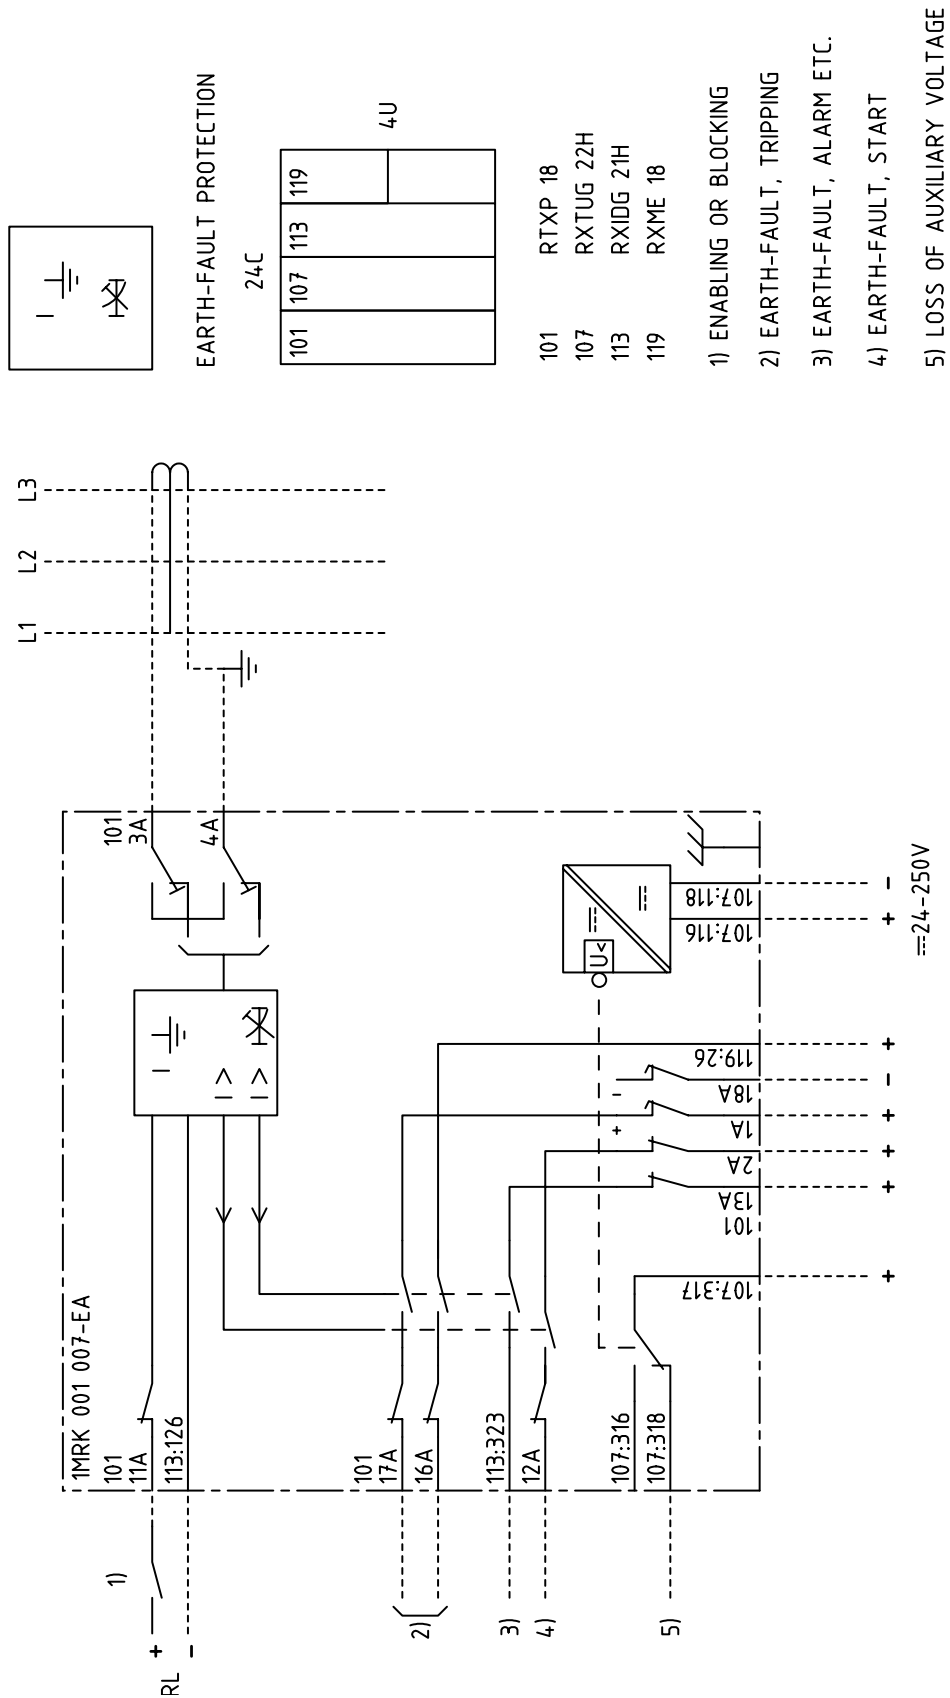 EARTH-FAULT PROTECTION
24C
101 107 113 119
4U
101 RTXP 18
107 RXTUG 22H
113 RXIDG 21H
119 RXME 18
1) ENABLING OR BLOCKING
2) EARTH-FAULT, TRIPPING
3) EARTH-FAULT, ALARM ETC.
4) EARTH-FAULT, START
5) LOSS OF AUXILIARY VOLTAGE
L1 L2 L3
1MRK 001 007-EA
101
3A
4A
I
I>
I>
101
11A
113:126
1)
RL
+
-
101
17A
16A
2)
113:323
3)
12A
4)
107:316
107:318
5)
107:317
+
101
13A
+
2A
+
1A
+
18A
-
119:26
+
+ -
U<
107:116
+
107:118
-
24-250V